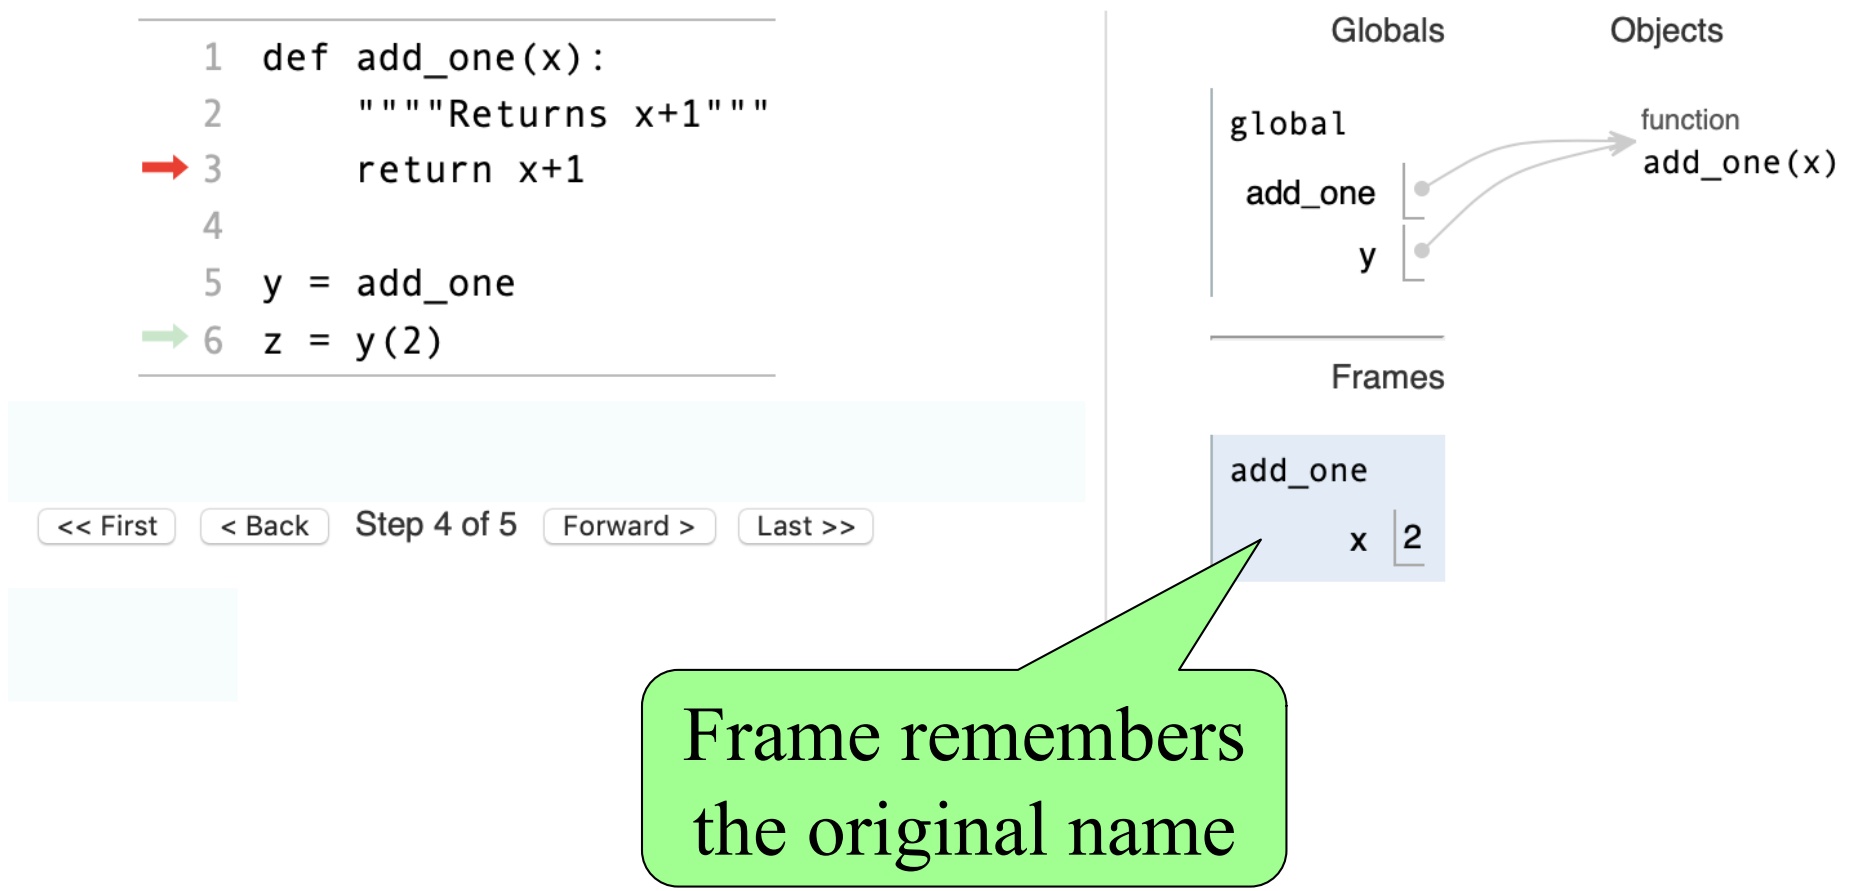 1 def add_one(x):
2     """"Returns x+1"""
3     return x+1
4
5 y = add_one
6 z = y(2)
<< First < Back Step 4 of 5 Forward > Last >>
Globals Objects
global
function
add_one(x)
add_one
y
Frames
add_one
x 2
Frame remembers
the original name